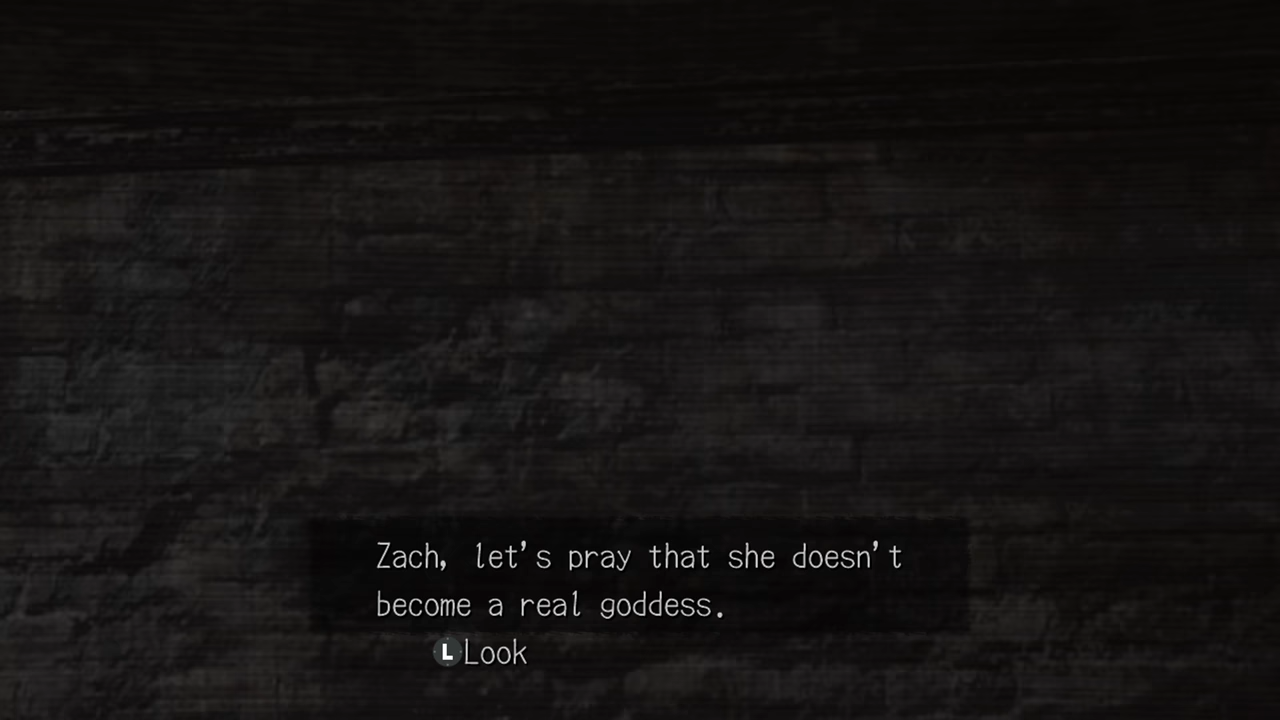 Zach, let's pray that she doesn't
become a real goddess.
L Look